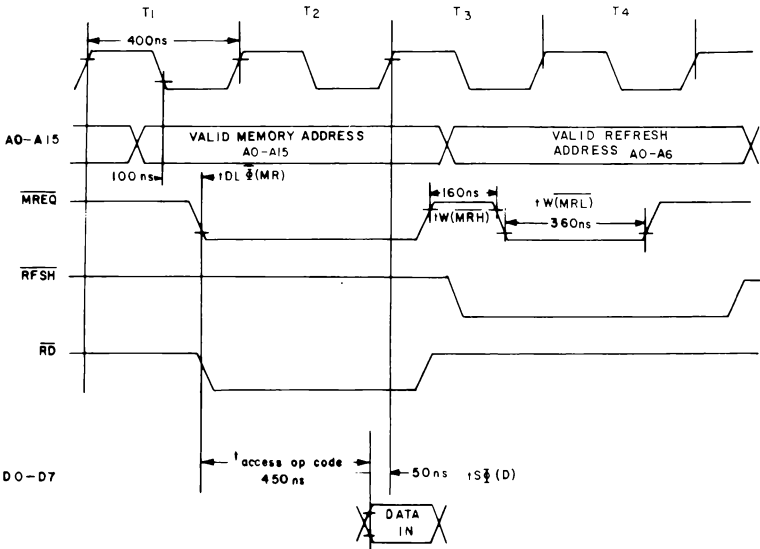 T1 T2 T3 T4
400ns
A0-A15 VALID MEMORY ADDRESS VALID REFRESH
A0-A15 ADDRESS A0-A6
100ns tDL Φ̅(MR)
MREQ 160ns tW(MRL)
tW(MRH) 360ns
RFSH
RD
taccess op code
D0-D7 450ns 50ns tSΦ(D)
DATA
IN